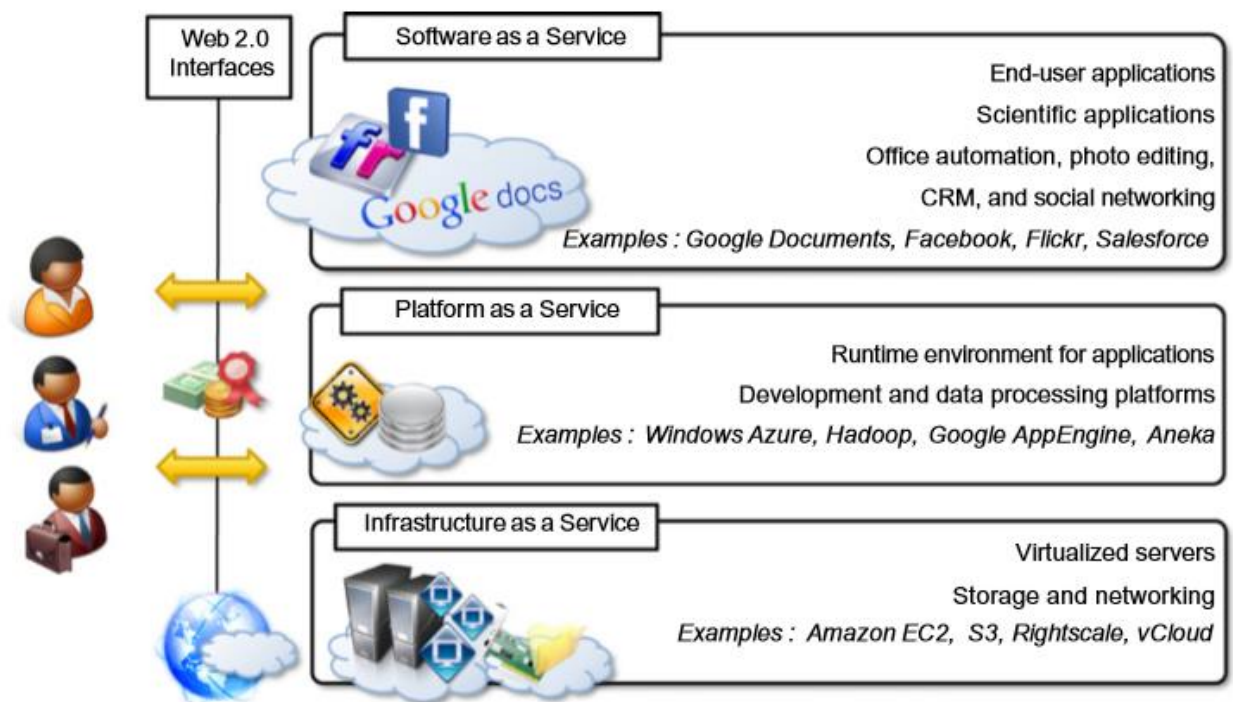 Web 2.0
Interfaces
Software as a Service
End-user applications
Scientific applications
Office automation, photo editing,
CRM, and social networking
Examples : Google Documents, Facebook, Flickr, Salesforce
f
fr
Google docs
Platform as a Service
Runtime environment for applications
Development and data processing platforms
Examples : Windows Azure, Hadoop, Google AppEngine, Aneka
Infrastructure as a Service
Virtualized servers
Storage and networking
Examples : Amazon EC2, S3, Rightscale, vCloud